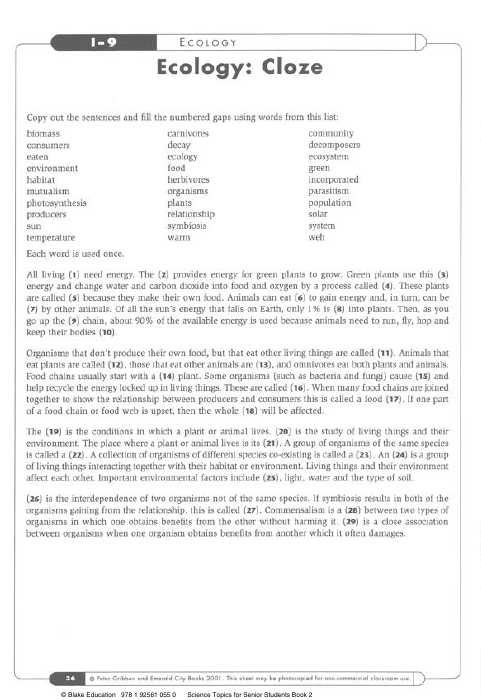 1-9 ECOLOGY
Ecology: Cloze
Copy out the sentences and fill the numbered gaps using words from this list:
biomass carnivores community
consumers decay decomposers
eaten ecology ecosystem
environment food green
habitat herbivores incorporated
mutualism organisms parasitism
photosynthesis plants population
producers relationship solar
sun symbiosis system
temperature warm web
Each word is used once.
All living (1) need energy. The (2) provides energy for green plants to grow. Green plants use this (3)
energy and change water and carbon dioxide into food and oxygen by a process called (4). These plants
are called (5) because they make their own food. Animals can eat (6) to gain energy and, in turn, can be
(7) by other animals. Of all the sun's energy that falls on Earth, only 1% is (8) into plants. Then, as you
go up the (9) chain, about 90% of the available energy is used because animals need to run, fly, hop and
keep their bodies (10).
Organisms that don't produce their own food, but that eat other living things are called (11). Animals that
eat plants are called (12), those that eat other animals are (13), and omnivores eat both plants and animals.
Food chains usually start with a (14) plant. Some organisms (such as bacteria and fungi) cause (15) and
help recycle the energy locked up in living things. These are called (16). When many food chains are joined
together to show the relationship between producers and consumers this is called a food (17). If one part
of a food chain or food web is upset, then the whole (18) will be affected.
The (19) is the conditions in which a plant or animal lives. (20) is the study of living things and their
environment. The place where a plant or animal lives is its (21). A group of organisms of the same species
is called a (22). A collection of organisms of different species co-existing is called a (23). An (24) is a group
of living things interacting together with their habitat or environment. Living things and their environment
affect each other. Important environmental factors include (25), light, water and the type of soil.
(26) is the interdependence of two organisms not of the same species. If symbiosis results in both of the
organisms gaining from the relationship, this is called (27). Commensalism is a (28) between two types of
organisms in which one obtains benefits from the other without harming it. (29) is a close association
between organisms when one organism obtains benefits from another which it often damages.
34 © Peter Gribben and Emerald City Books 2001. This sheet may be photocopied for non-commercial classroom use.
© Blake Education 978 1 92561 055 0 Science Topics for Senior Students Book 2